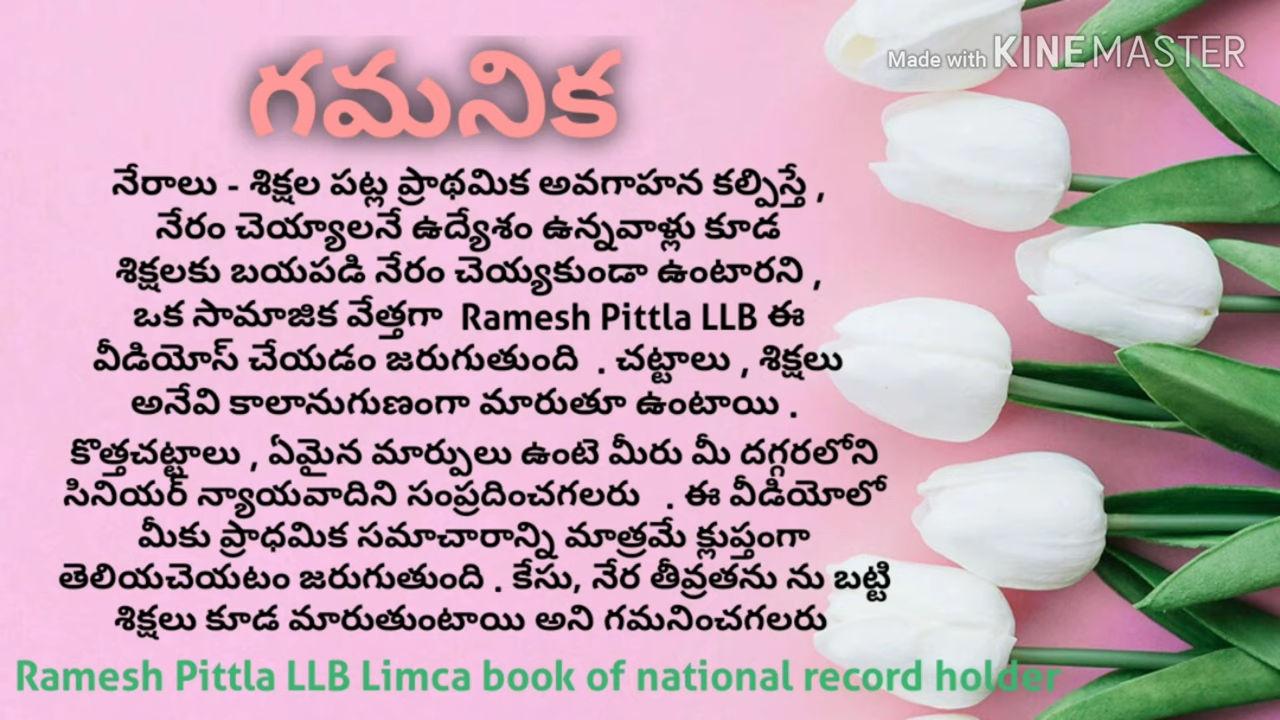 Made with KINEMASTER
గమనిక
నేరాలు - శిక్షల పట్ల ప్రాథమిక అవగాహన కల్పిస్తే ,
నేరం చెయ్యాలనే ఉద్యేశం ఉన్నవాళ్లు కూడ
శిక్షలకు బయపడి నేరం చెయ్యకుండా ఉంటారని ,
ఒక సామాజిక వేత్తగా Ramesh Pittla LLB ఈ
వీడియోస్ చేయడం జరుగుతుంది . చట్టాలు , శిక్షలు
అనేవి కాలానుగుణంగా మారుతూ ఉంటాయి .
కొత్తచట్టాలు , ఏమైన మార్పులు ఉంటె మీరు మీ దగ్గరలోని
సినియర్ న్యాయవాదిని సంప్రదించగలరు . ఈ వీడియోలో
మీకు ప్రాధమిక సమాచారాన్ని మాత్రమే క్లుప్తంగా
తెలియచెయటం జరుగుతుంది . కేసు, నేర తీవ్రతను ను బట్టి
శిక్షలు కూడ మారుతుంటాయి అని గమనించగలరు
Ramesh Pittla LLB Limca book of national record holder